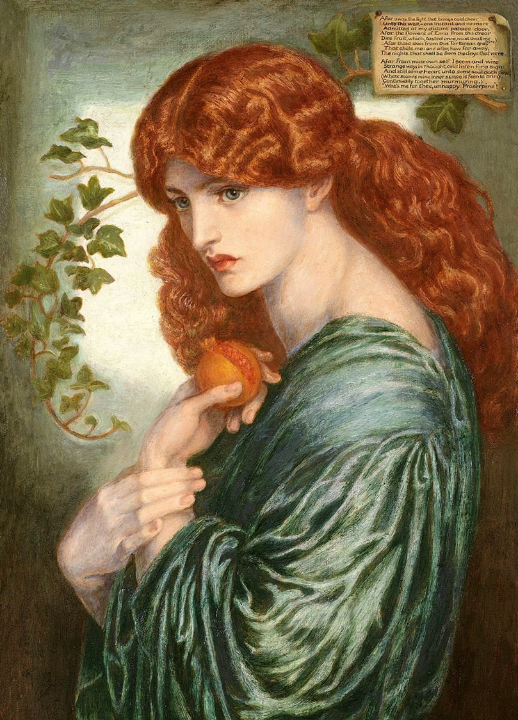 Afar away the light that brings cold cheer
Unto this wall,—one instant and no more
Admitted at my distant palace-door.
Afar the flowers of Enna from this drear
Dire fruit, which, tasted once, must thrall
Afar those skies from this Tartarean grey
That chills me: and afar, how far away,
The nights that shall be from the days that were.
Afar from mine own self I seem, and wing
Strange ways in thought, and listen for a sign:
And still some heart unto some soul doth
(Whose sounds mine inner sense is fain to bring,
Continually together murmuring,)
"Woe's me for thee, unhappy Proserpine!"